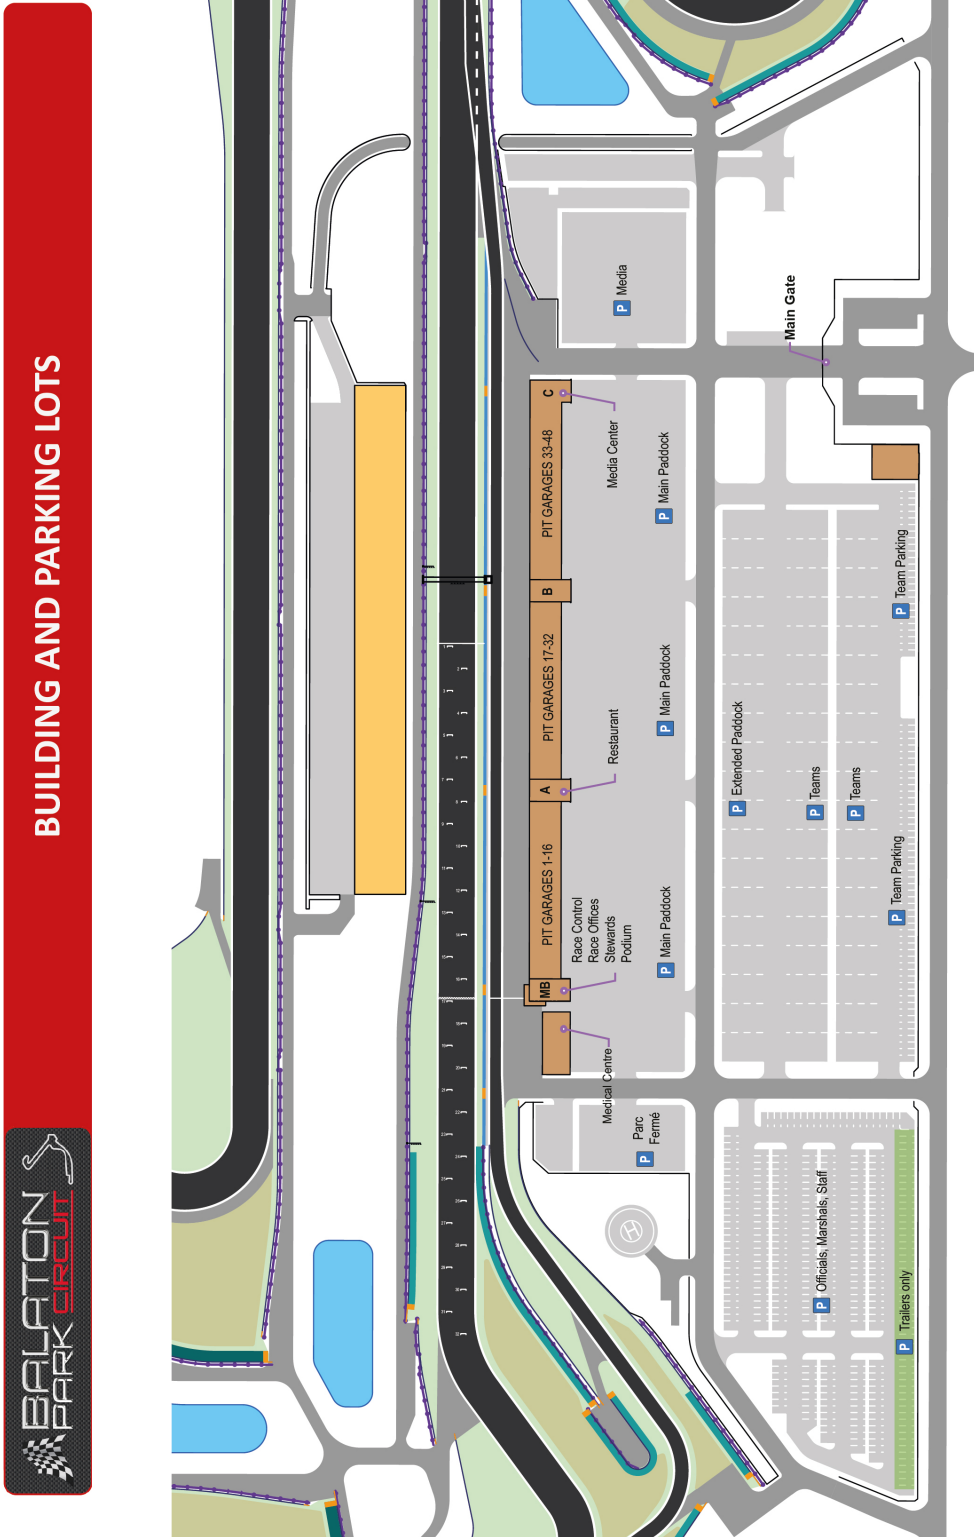 BALATON
PARK CIRCUIT
BUILDING AND PARKING LOTS
P Media
Main Gate
C
Media Center
PIT GARAGES 33-48
P Main Paddock
B
PIT GARAGES 17-32
P Main Paddock
Restaurant
A
PIT GARAGES 1-16
P Main Paddock
Race Control
Race Offices
Stewards
Podium
MB
Medical Centre
Parc
Fermé
P
H
P Extended Paddock
P Teams
P Teams
P Team Parking
P Team Parking
P Officials, Marshals, Staff
P Trailers only